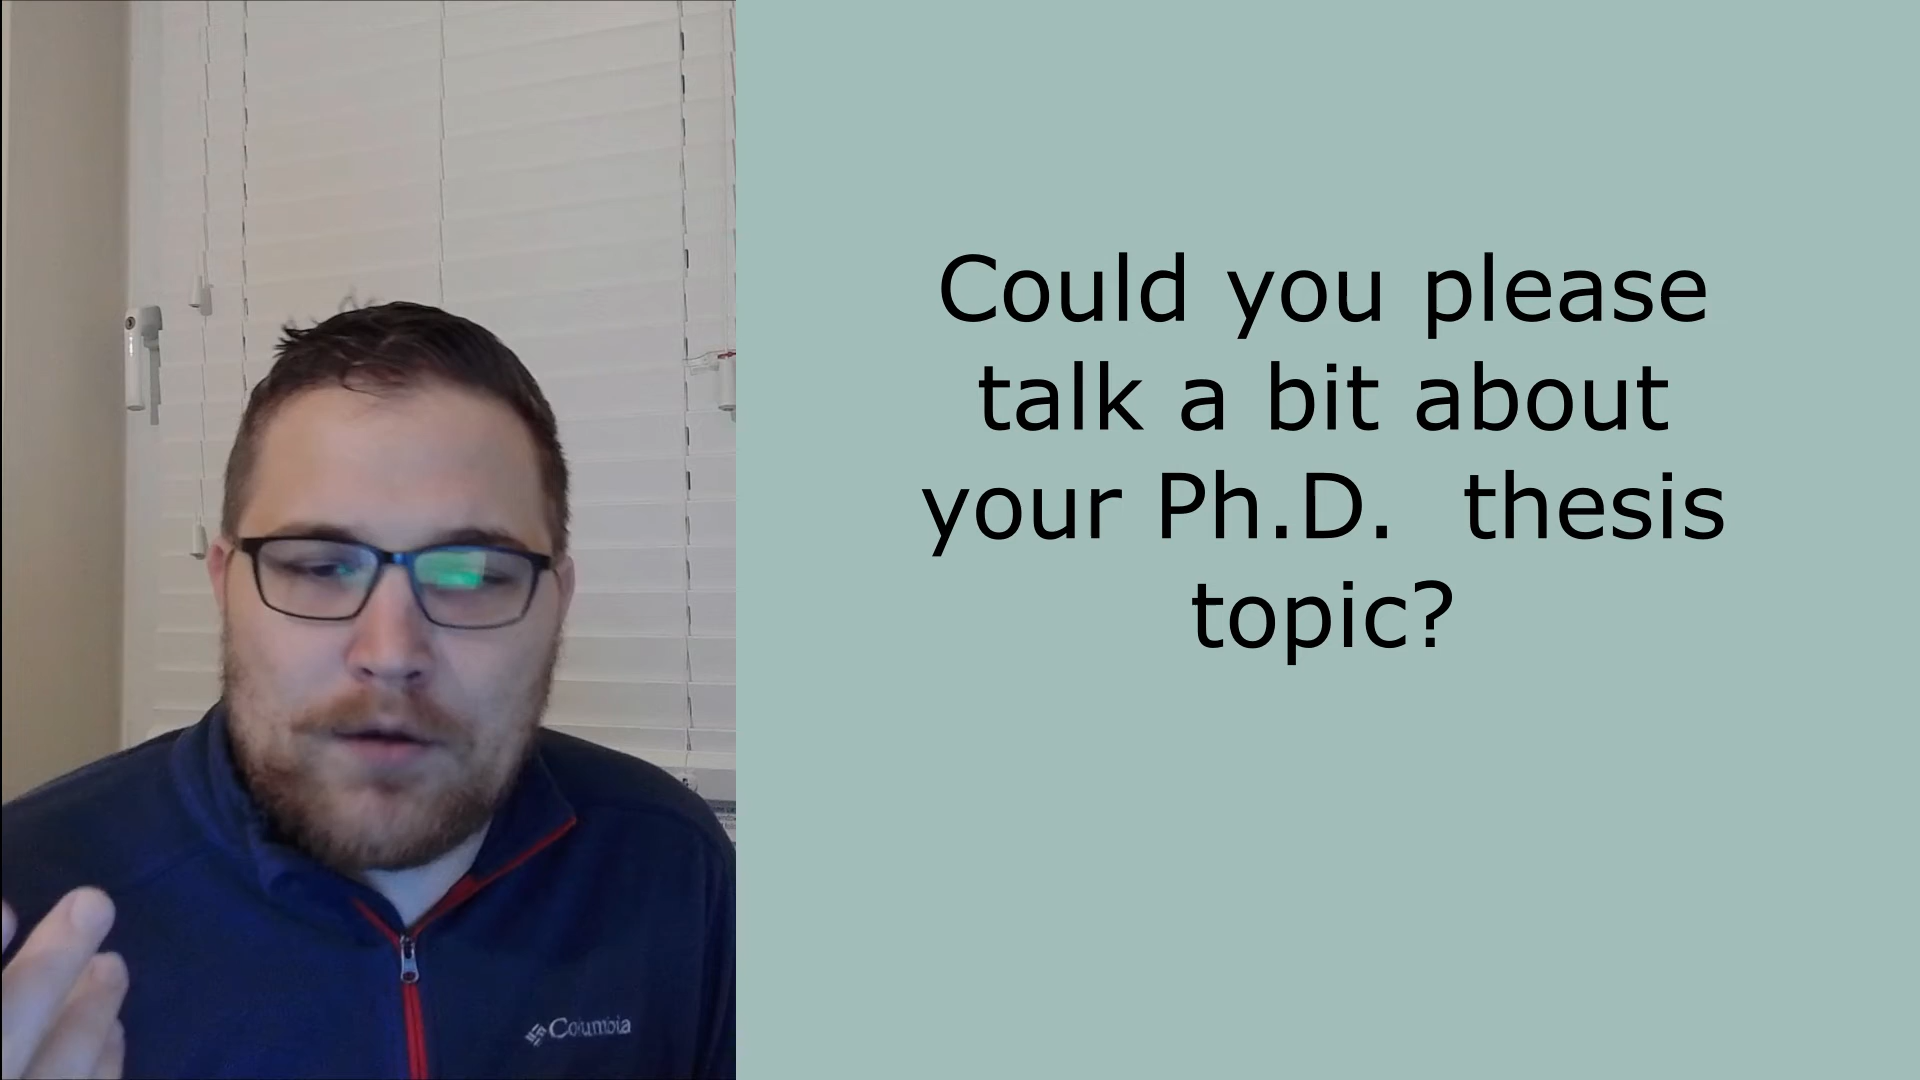 Could you please
talk a bit about
your Ph.D.  thesis
topic?
Columbia